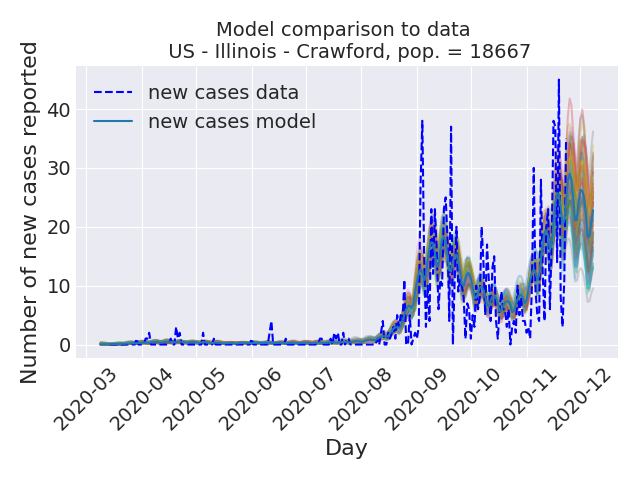 Model comparison to data
US - Illinois - Crawford, pop. = 18667
Number of new cases reported
new cases data
new cases model
40
30
20
10
0
2020-03
2020-04
2020-05
2020-06
2020-07
2020-08
2020-09
2020-10
2020-11
2020-12
Day